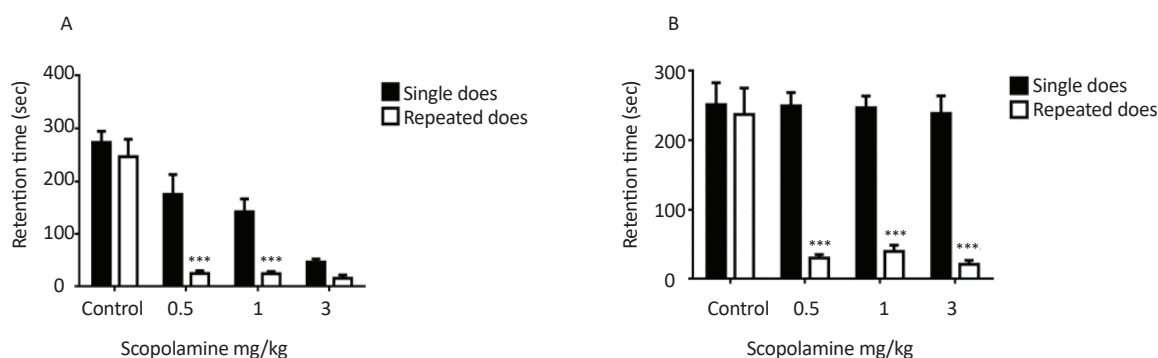 A
Retention time (sec)
400
300
200
100
0
Single does
Repeated does
***
***
Control 0.5 1 3
Scopolamine mg/kg
B
Retention time (sec)
300
200
100
0
Single does
Repeated does
***
***
***
Control 0.5 1 3
Scopolamine mg/kg